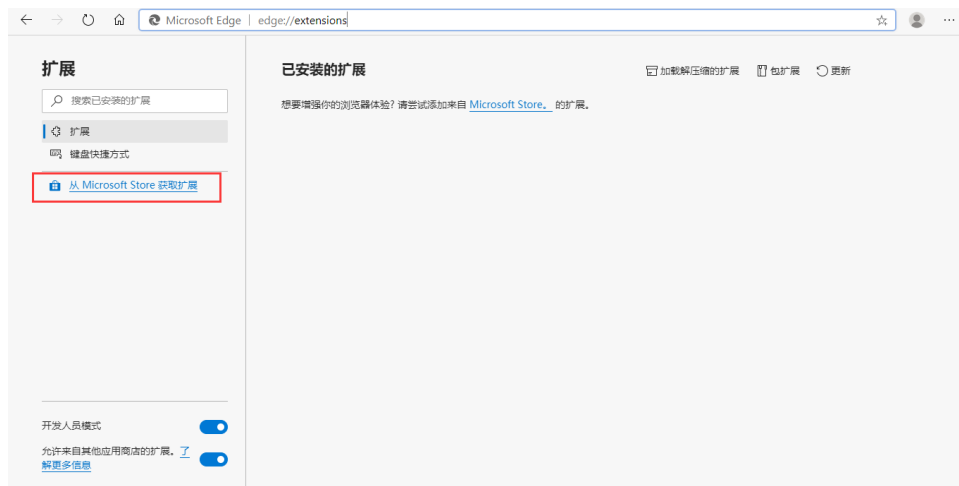 Microsoft Edge | edge://extensions
扩展
搜索已安装的扩展
扩展
键盘快捷方式
从 Microsoft Store 获取扩展
开发人员模式
允许来自其他应用商店的扩展。了
解更多信息
已安装的扩展
加载解压缩的扩展 包扩展 更新
想要增强你的浏览器体验? 请尝试添加来自 Microsoft Store。 的扩展。